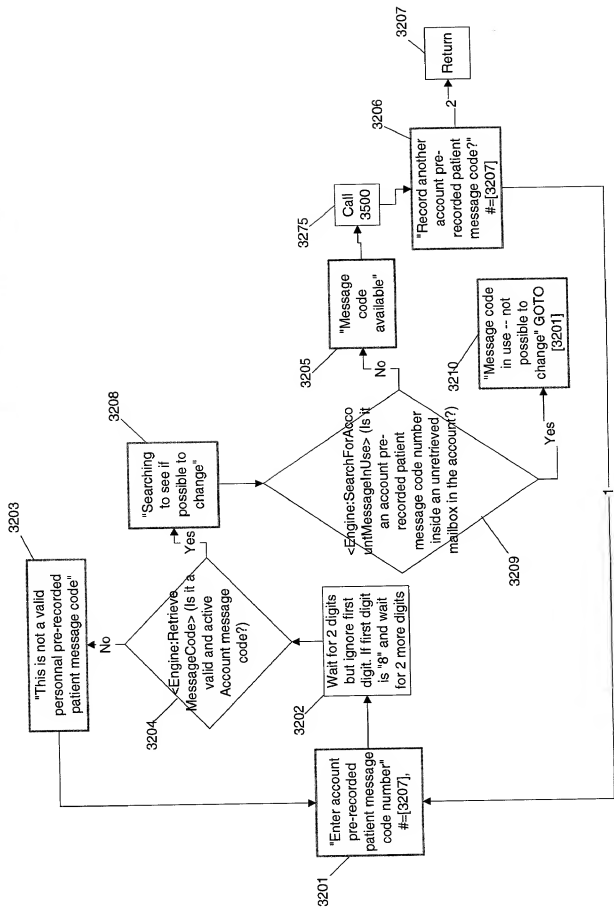 3201
"Enter account
pre-recorded
patient message
code number"
#=[3207],
3202
Wait for 2 digits
but ignore first
digit. If first digit
is "8" and wait
for 2 more digits
3203
"This is not a valid
personnal pre-recorded
patient message code"
No
3204
<Engine:Retrieve
MessageCode> (Is it a
valid and active
Account message
code?)
Yes
3208
"Searching
to see if
possible to
change"
3209
<Engine:SearchForAcco
untMessageInUse> (Is it
an account pre-
recorded patient
message code number
inside an unretrieved
mailbox in the account?)
No
Yes
3205
"Message
code
available"
3210
"Message code
in use -- not
possible to
change" GOTO
[3201]
3275
Call
3500
3206
"Record another
account pre-
recorded patient
message code?"
#=[3207]
2
3207
Return
1